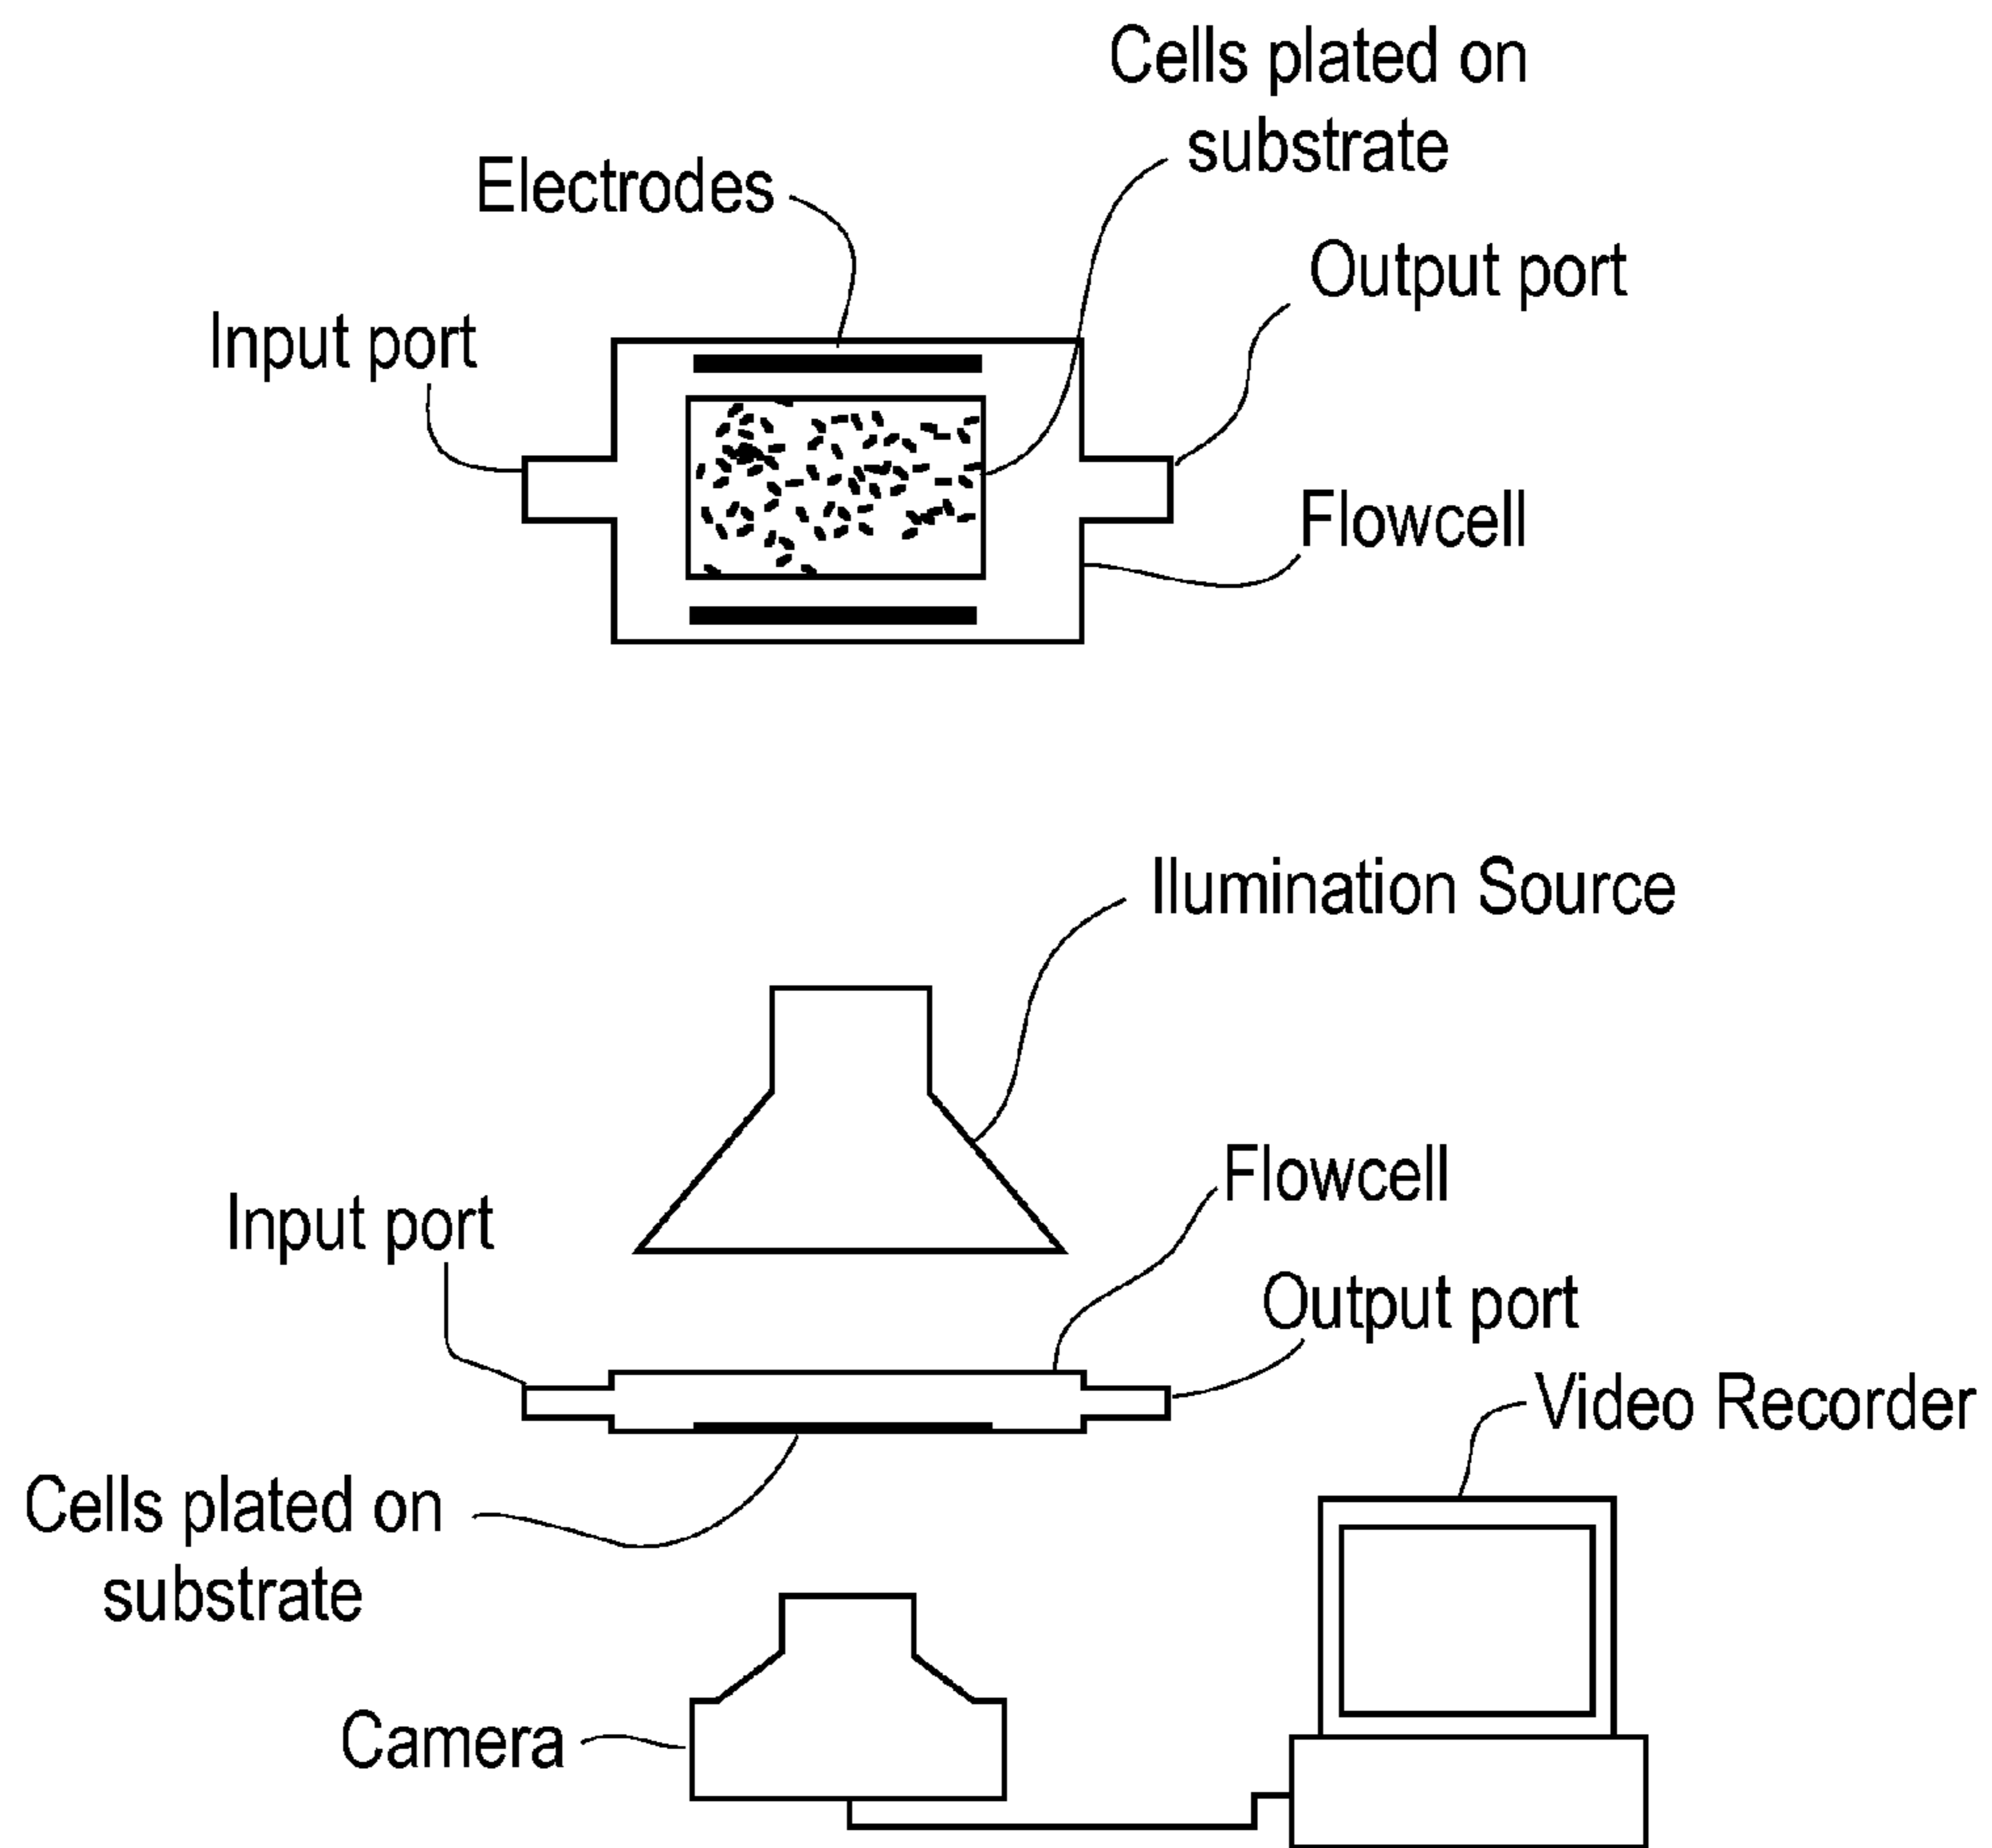 Cells plated on
substrate
Electrodes
Output port
Input port
Flowcell
Ilumination Source
Flowcell
Input port
Output port
Video Recorder
Cells plated on
substrate
Camera